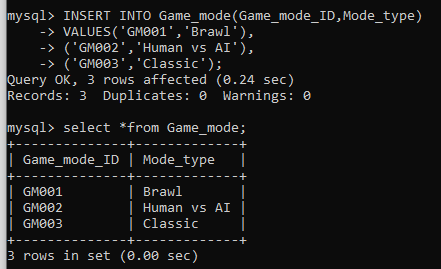 mysql> INSERT INTO Game_mode(Game_mode_ID,Mode_type)
    -> VALUES('GM001','Brawl'),
    -> ('GM002','Human vs AI'),
    -> ('GM003','Classic');
Query OK, 3 rows affected (0.24 sec)
Records: 3  Duplicates: 0  Warnings: 0

mysql> select *from Game_mode;
+--------------+-------------+
| Game_mode_ID | Mode_type   |
+--------------+-------------+
| GM001        | Brawl       |
| GM002        | Human vs AI |
| GM003        | Classic     |
+--------------+-------------+
3 rows in set (0.00 sec)